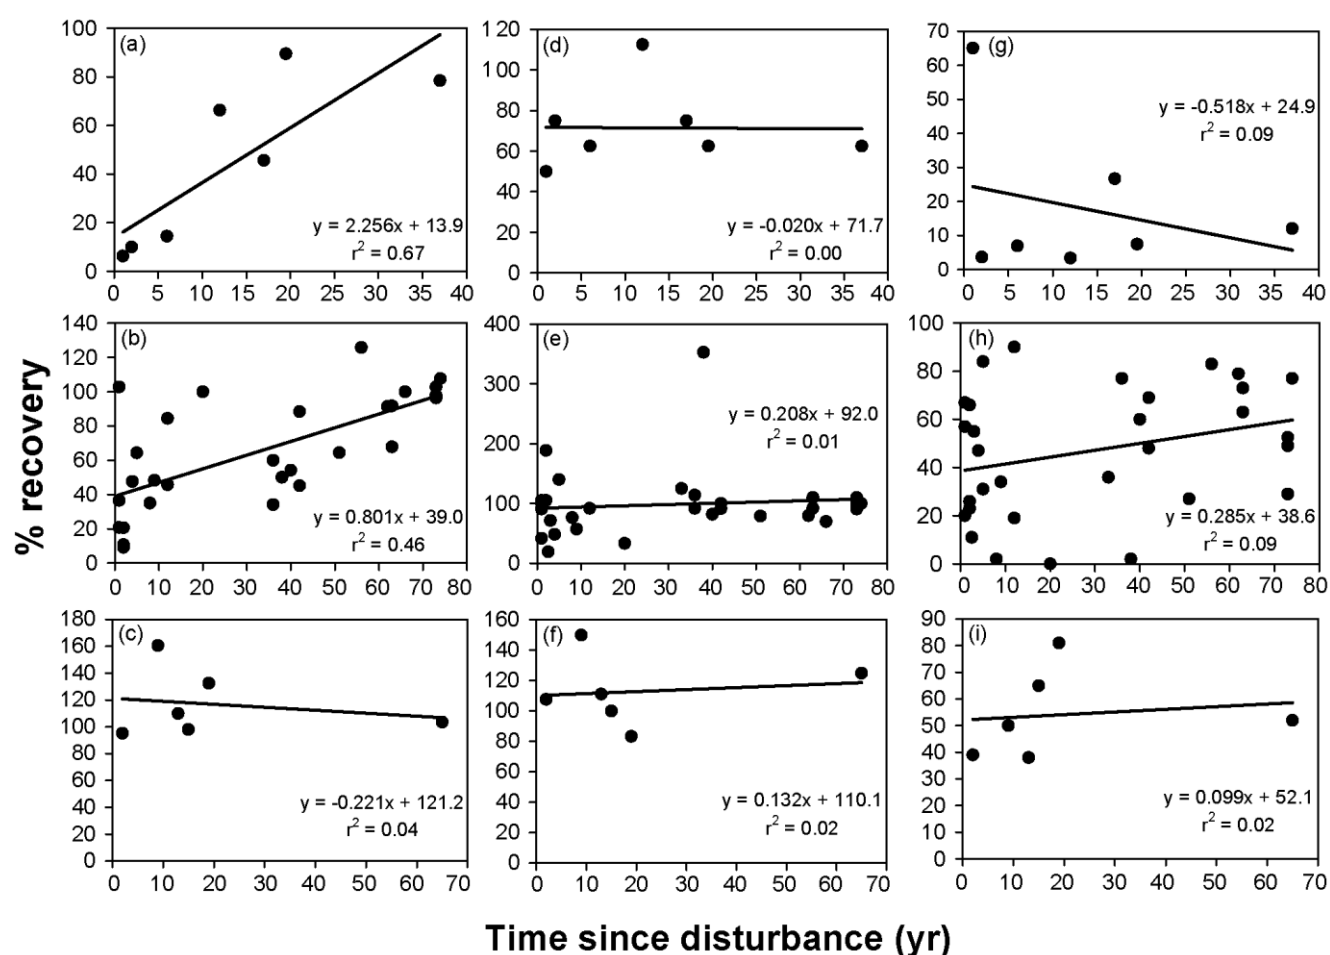 % recovery
(a)
100
80
60
40
20
0
y = 2.256x + 13.9
r² = 0.67
0 5 10 15 20 25 30 35 40
(d)
120
100
80
60
40
20
0
y = -0.020x + 71.7
r² = 0.00
0 5 10 15 20 25 30 35 40
(g)
70
60
50
40
30
20
10
0
y = -0.518x + 24.9
r² = 0.09
0 5 10 15 20 25 30 35 40
(b)
140
120
100
80
60
40
20
0
y = 0.801x + 39.0
r² = 0.46
0 10 20 30 40 50 60 70 80
(e)
400
300
200
100
0
y = 0.208x + 92.0
r² = 0.01
0 10 20 30 40 50 60 70 80
(h)
100
80
60
40
20
0
y = 0.285x + 38.6
r² = 0.09
0 10 20 30 40 50 60 70 80
(c)
180
160
140
120
100
80
60
40
20
0
y = -0.221x + 121.2
r² = 0.04
0 10 20 30 40 50 60 70
(f)
160
140
120
100
80
60
40
20
0
y = 0.132x + 110.1
r² = 0.02
0 10 20 30 40 50 60 70
(i)
90
80
70
60
50
40
30
20
10
0
y = 0.099x + 52.1
r² = 0.02
0 10 20 30 40 50 60 70
Time since disturbance (yr)